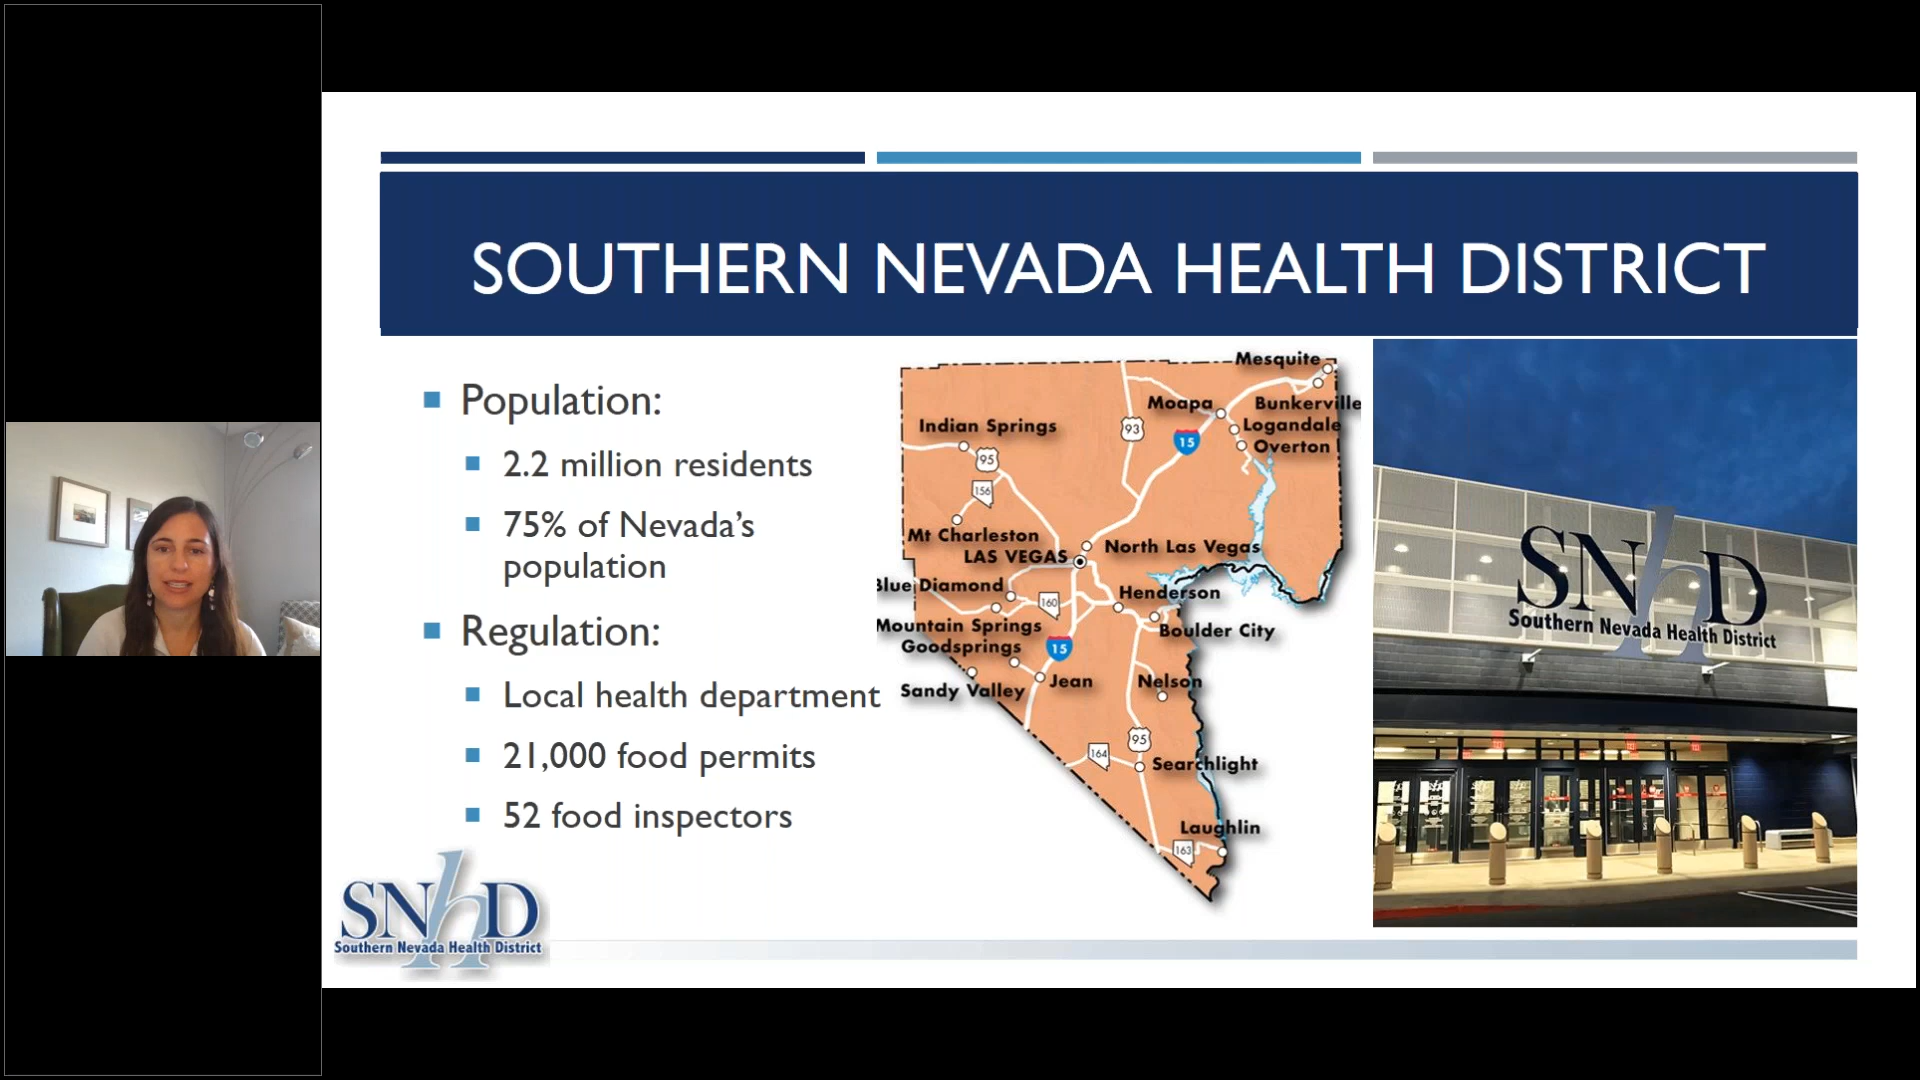 SOUTHERN NEVADA HEALTH DISTRICT
Population:
2.2 million residents
75% of Nevada's
population
Regulation:
Local health department
21,000 food permits
52 food inspectors
SNhD
Southern Nevada Health District
Mesquite
Moapa
Bunkerville
93
Logandale
Indian Springs
15
Overton
95
156
Mt Charleston
LAS VEGAS
North Las Vegas
Blue Diamond
Henderson
160
Mountain Springs
Boulder City
Goodsprings
15
Jean
Nelson
Sandy Valley
95
164
Searchlight
Laughlin
163
SNhD
Southern Nevada Health District